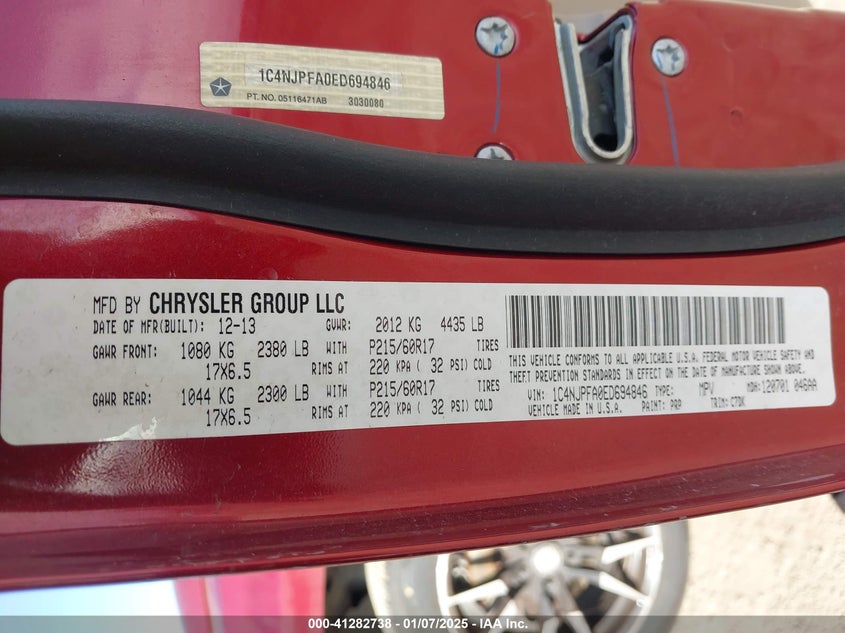 1C4NJPFA0ED694846
PT. NO. 05116471AB 3030080
MFD BY CHRYSLER GROUP LLC
DATE OF MFR(BUILT): 12-13 GVWR: 2012 KG 4435 LB
GAWR FRONT: 1080 KG 2380 LB WITH P215/60R17 TIRES
17X6.5 RIMS AT 220 KPA ( 32 PSI) COLD
GAWR REAR: 1044 KG 2300 LB WITH P215/60R17 TIRES
17X6.5 RIMS AT 220 KPA ( 32 PSI) COLD
THIS VEHICLE CONFORMS TO ALL APPLICABLE U.S.A. FEDERAL MOTOR VEHICLE SAFETY AND
THEFT PREVENTION STANDARDS IN EFFECT ON THE DATE OF MANUFACTURE SHOWN ABOVE.
VIN: 1C4NJPFA0ED694846 TYPE: MPV MDH: 120701 046AA
VEHICLE MADE IN U.S.A. PAINT: PRP TRIM: C7DK
000-41282738 - 01/07/2025 - IAA Inc.